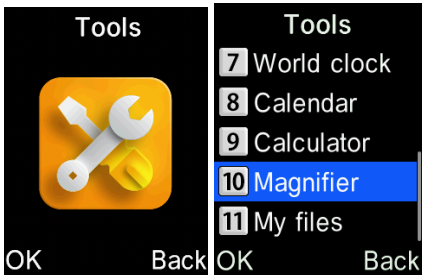 Tools
OK Back
Tools
7 World clock
8 Calendar
9 Calculator
10 Magnifier
11 My files
OK Back